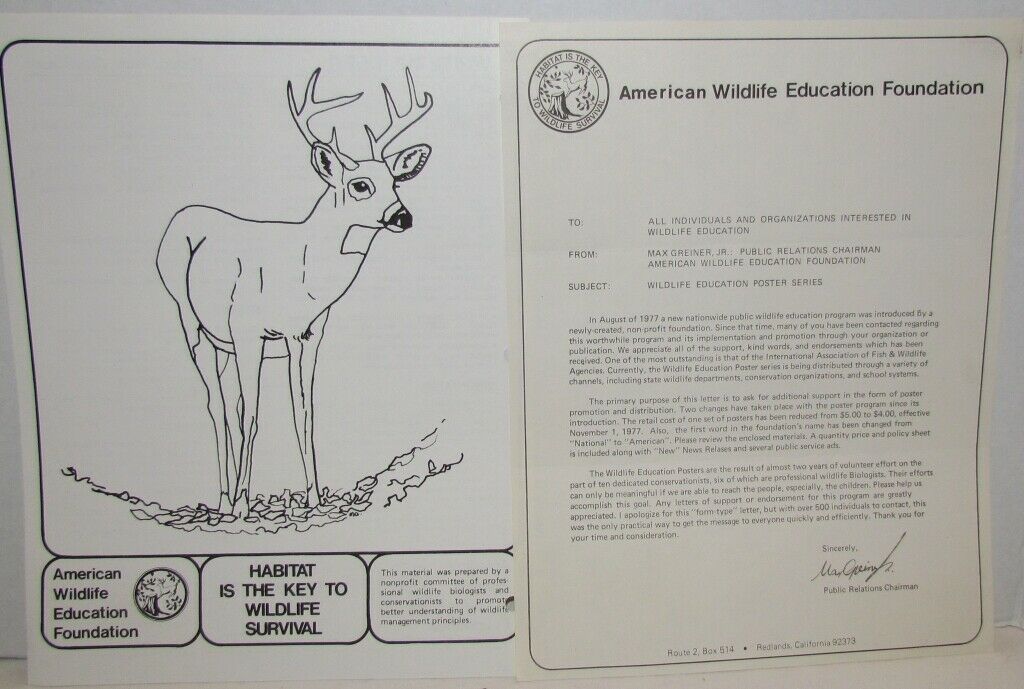 American
Wildlife
Education
Foundation
HABITAT
IS THE KEY TO
WILDLIFE
SURVIVAL
This material was prepared by a
nonprofit committee of profes-
sional wildlife biologists and
conservationists to promote
better understanding of wildlife
management principles.
HABITAT IS THE KEY
TO WILDLIFE SURVIVAL
American Wildlife Education Foundation
TO: ALL INDIVIDUALS AND ORGANIZATIONS INTERESTED IN
WILDLIFE EDUCATION
FROM: MAX GREINER, JR.: PUBLIC RELATIONS CHAIRMAN
AMERICAN WILDLIFE EDUCATION FOUNDATION
SUBJECT: WILDLIFE EDUCATION POSTER SERIES
In August of 1977 a new nationwide public wildlife education program was introduced by a
newly-created, non-profit foundation. Since that time, many of you have been contacted regarding
this worthwhile program and its implementation and promotion through your organization or
publication. We appreciate all of the support, kind words, and endorsements which has been
received. One of the most outstanding is that of the International Association of Fish & Wildlife
Agencies. Currently, the Wildlife Education Poster series is being distributed through a variety of
channels, including state wildlife departments, conservation organizations, and school systems.
The primary purpose of this letter is to ask for additional support in the form of poster
promotion and distribution. Two changes have taken place with the poster program since its
introduction. The retail cost of one set of posters has been reduced from $5.00 to $4.00, effective
November 1, 1977. Also, the first word in the foundation's name has been changed from
"National" to "American". Please review the enclosed materials. A quantity price and policy sheet
is included along with "New" News Relases and several public service ads.
The Wildlife Education Posters are the result of almost two years of volunteer effort on the
part of ten dedicated conservationists, six of which are professional wildlife Biologists. Their efforts
can only be meaningful if we are able to reach the people, especially, the children. Please help us
accomplish this goal. Any letters of support or endorsement for this program are greatly
appreciated. I apologize for this "form-type" letter, but with over 500 individuals to contact, this
was the only practical way to get the message to everyone quickly and efficiently. Thank you for
your time and consideration.
Sincerely,
Max Greiner Jr.
Public Relations Chairman
Route 2, Box 514 • Redlands, California 92373